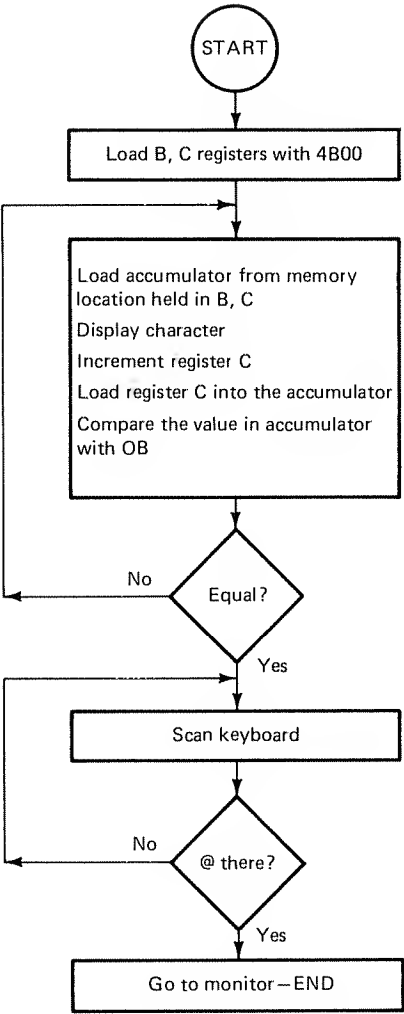 START
Load B, C registers with 4B00
Load accumulator from memory
location held in B, C
Display character
Increment register C
Load register C into the accumulator
Compare the value in accumulator
with OB
Equal?
No
Yes
Scan keyboard
@ there?
No
Yes
Go to monitor—END